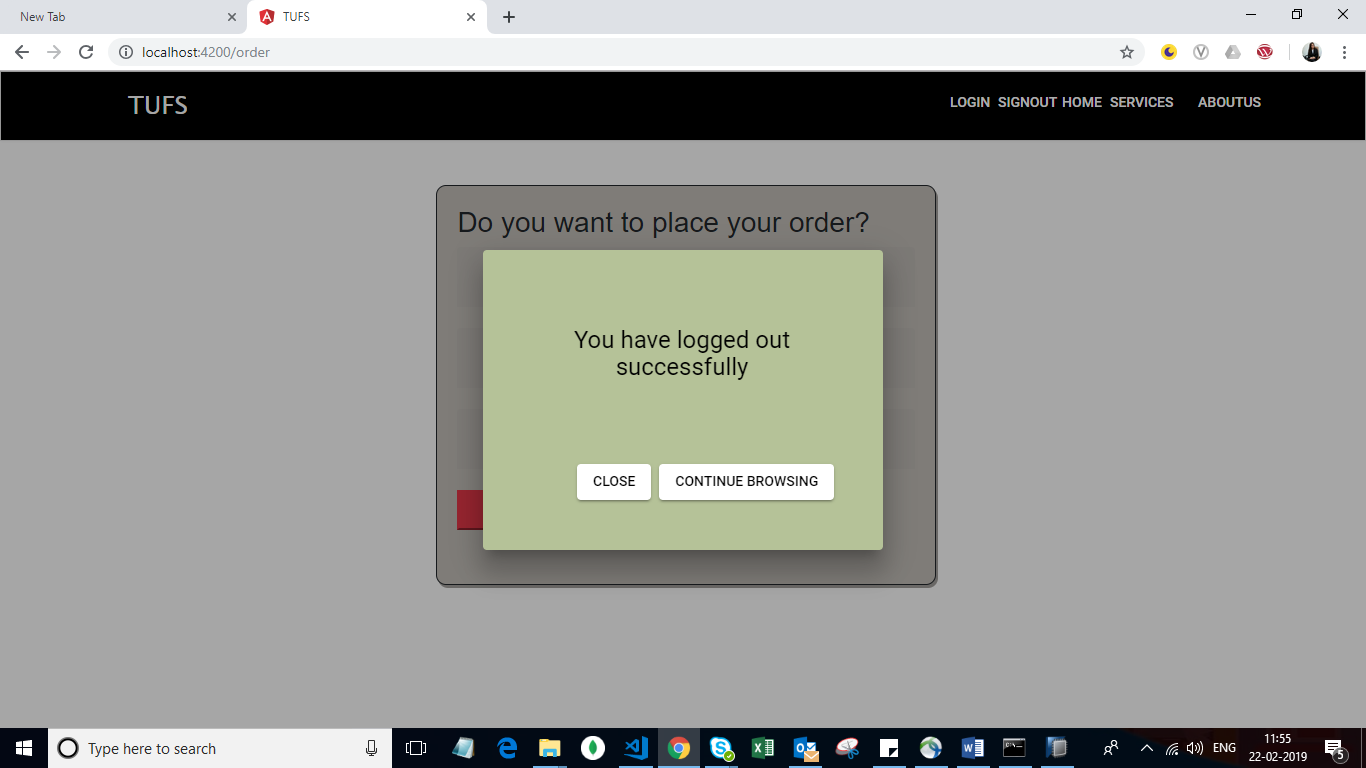 New Tab
TUFS
localhost:4200/order
TUFS
LOGIN SIGNOUT HOME SERVICES ABOUTUS
Do you want to place your order?
You have logged out
successfully
CLOSE CONTINUE BROWSING
Type here to search
ENG
11:55
22-02-2019
5